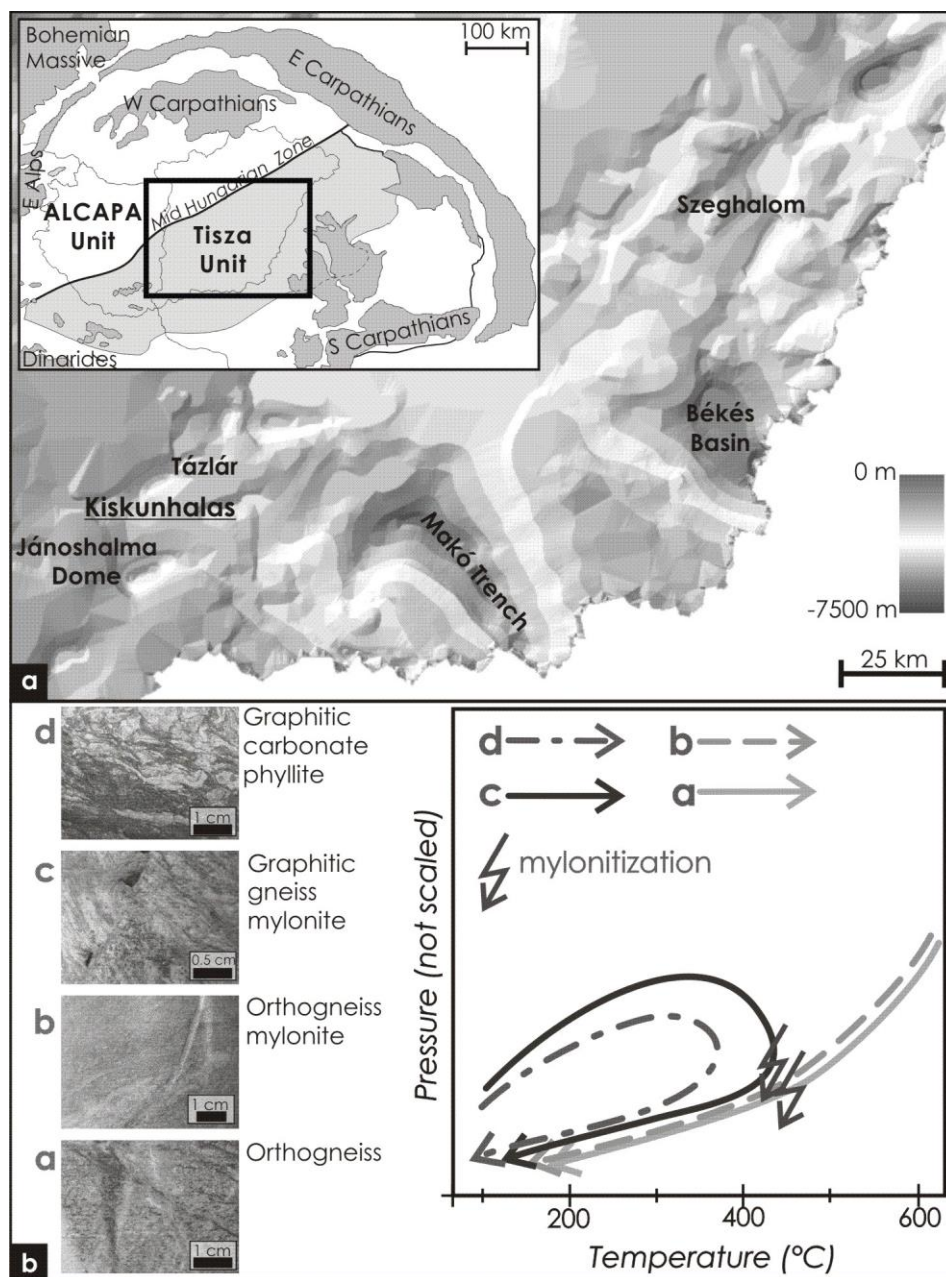 Bohemian
Massive
100 km
E Carpathians
W Carpathians
E Alps
Mid Hungarian Zone
ALCAPA
Unit
Tisza
Unit
S Carpathians
Dinarides
Szeghalom
Békés
Basin
0 m
-7500 m
Tázlár
Kiskunhalas
Jánoshalma
Dome
Makó Trench
25 km
a
d
Graphitic
carbonate
phyllite
1 cm
c
Graphitic
gneiss
mylonite
0.5 cm
b
Orthogneiss
mylonite
1 cm
a
Orthogneiss
1 cm
b
d
b
c
a
mylonitization
Pressure (not scaled)
200
400
600
Temperature (°C)